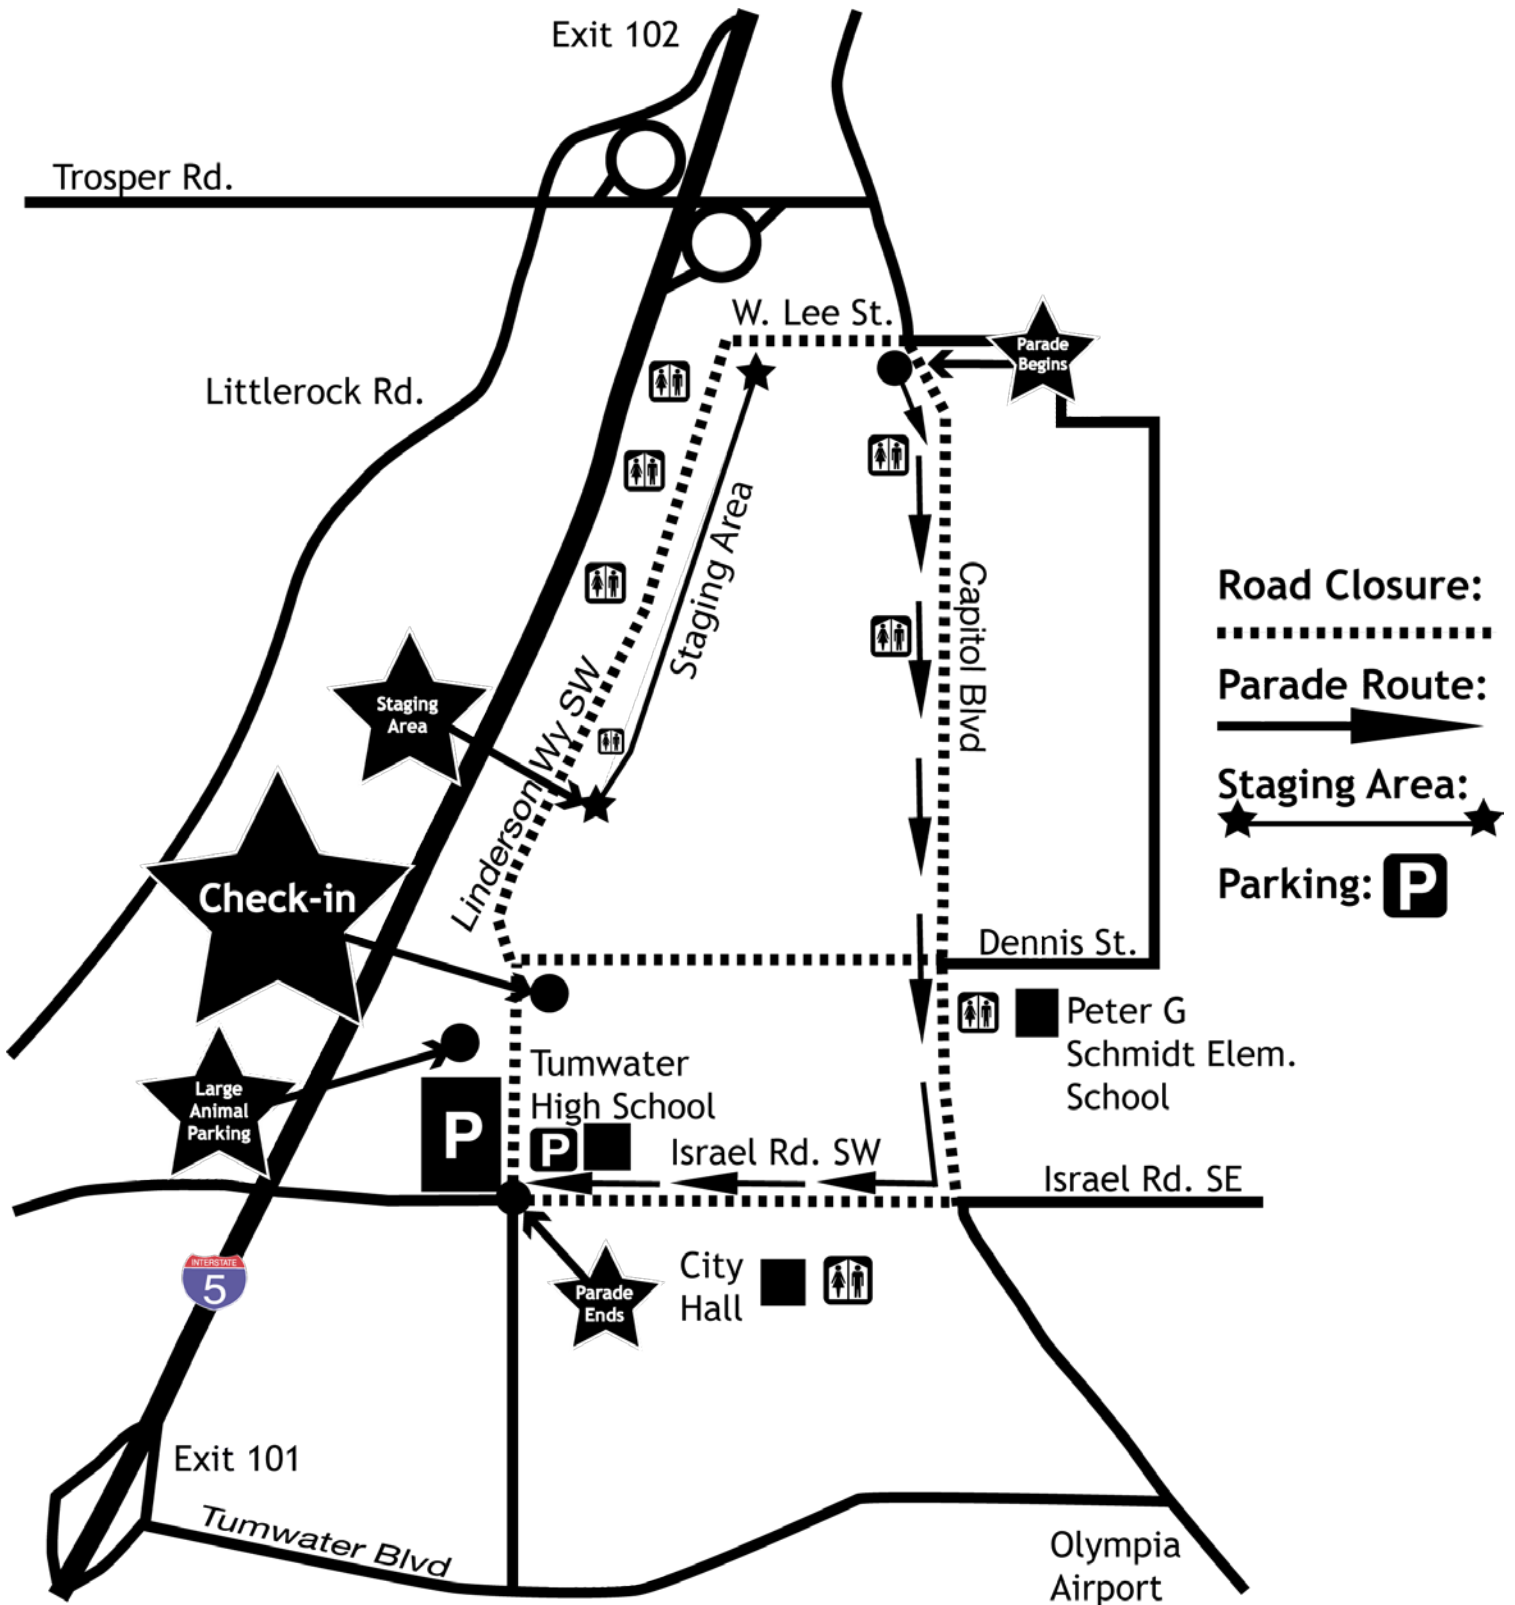 Exit 102
Trosper Rd.
W. Lee St.
Parade
Begins
Littlerock Rd.
Staging Area
Capitol Blvd
Road Closure:
Parade Route:
Staging Area:
Parking: P
Staging
Area
Linderson Wy SW
Check-in
Dennis St.
Peter G
Schmidt Elem.
School
Large
Animal
Parking
P
Tumwater
High School
P
Israel Rd. SW
Israel Rd. SE
INTERSTATE
5
Parade
Ends
City
Hall
Exit 101
Tumwater Blvd
Olympia
Airport